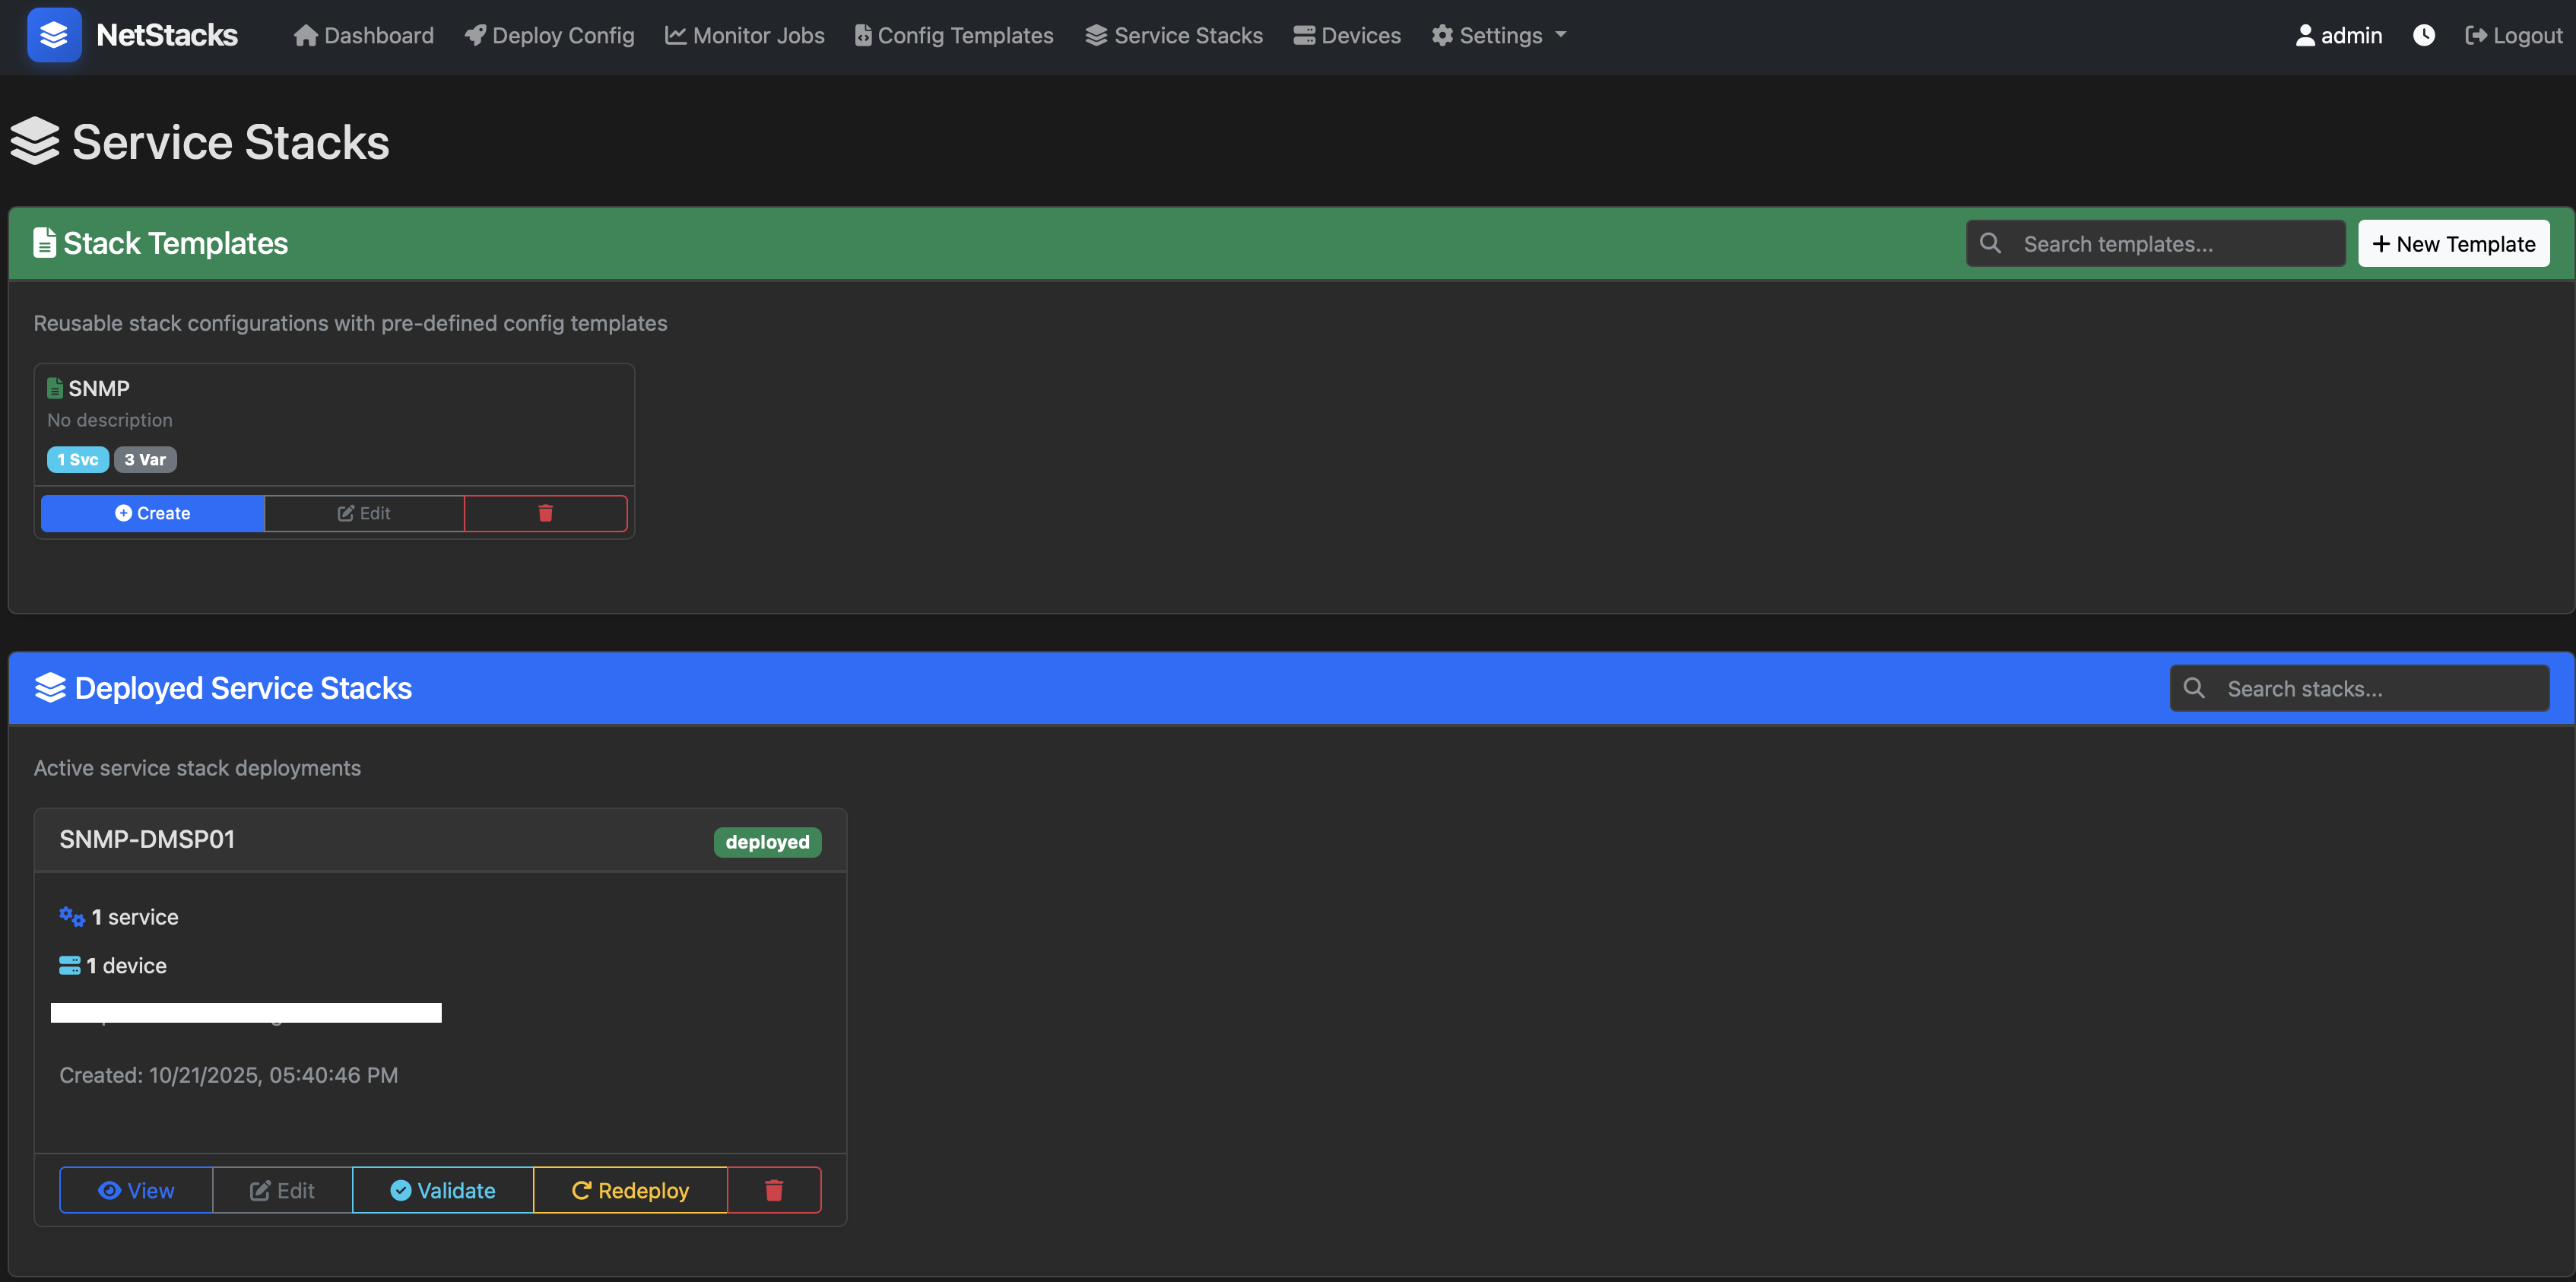 NetStacks Dashboard Deploy Config Monitor Jobs Config Templates Service Stacks Devices Settings admin Logout
Service Stacks
Stack Templates Search templates... New Template
Reusable stack configurations with pre-defined config templates
SNMP
No description
1 Svc 3 Var
Create Edit
Deployed Service Stacks Search stacks...
Active service stack deployments
SNMP-DMSP01 deployed
1 service
1 device
Created: 10/21/2025, 05:40:46 PM
View Edit Validate Redeploy